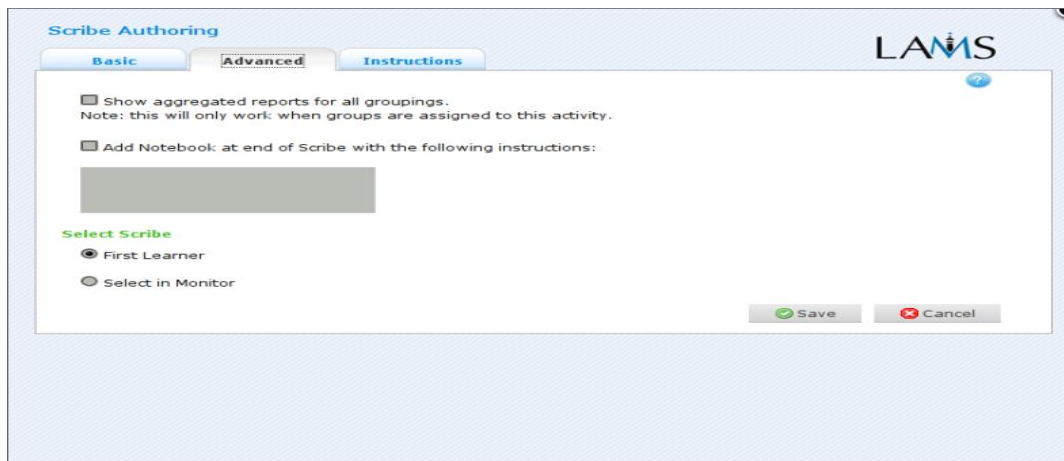 Scribe Authoring
LAMS
Basic Advanced Instructions
Show aggregated reports for all groupings.
Note: this will only work when groups are assigned to this activity.
Add Notebook at end of Scribe with the following instructions:
Select Scribe
First Learner
Select in Monitor
Save Cancel